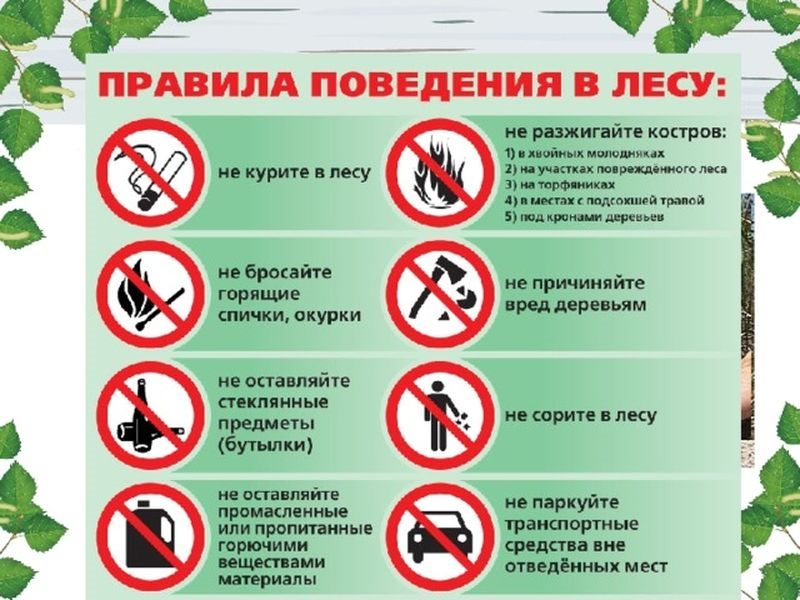 ПРАВИЛА ПОВЕДЕНИЯ В ЛЕСУ:
не курите в лесу
не разжигайте костров:
1) в хвойных молодняках
2) на участках повреждённого леса
3) на торфяниках
4) в местах с подсохшей травой
5) под кронами деревьев
не бросайте
горящие
спички, окурки
не причиняйте
вред деревьям
не оставляйте
стеклянные
предметы
(бутылки)
не сорите в лесу
не оставляйте
промасленные
или пропитанные
горючими
веществами
материалы
не паркуйте
транспортные
средства вне
отведённых мест